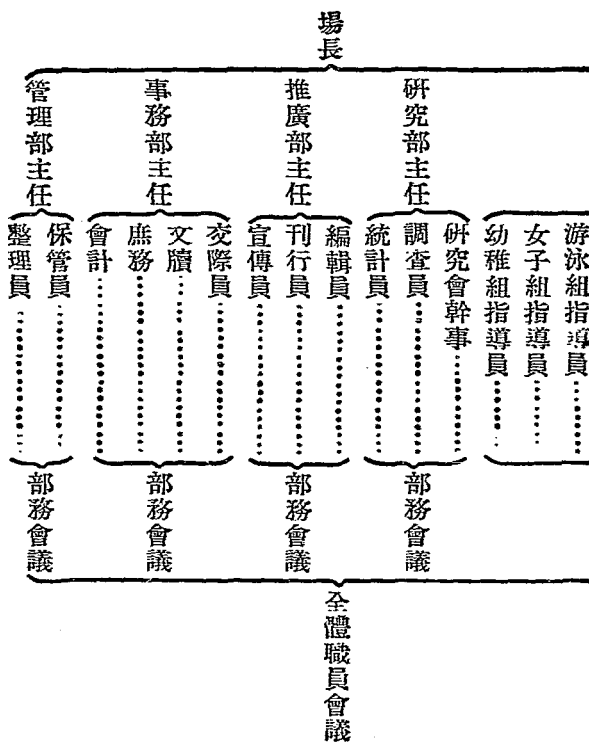 場長
研究部主任
推廣部主任
事務部主任
管理部主任
游泳組指導員
女子組指導員
幼稚組指導員
研究會幹事
調查員
統計員
編輯員
刊行員
宣傳員
交際員
文牘
庶務
會計
保管員
整理員
部務會議
部務會議
部務會議
部務會議
全體職員會議